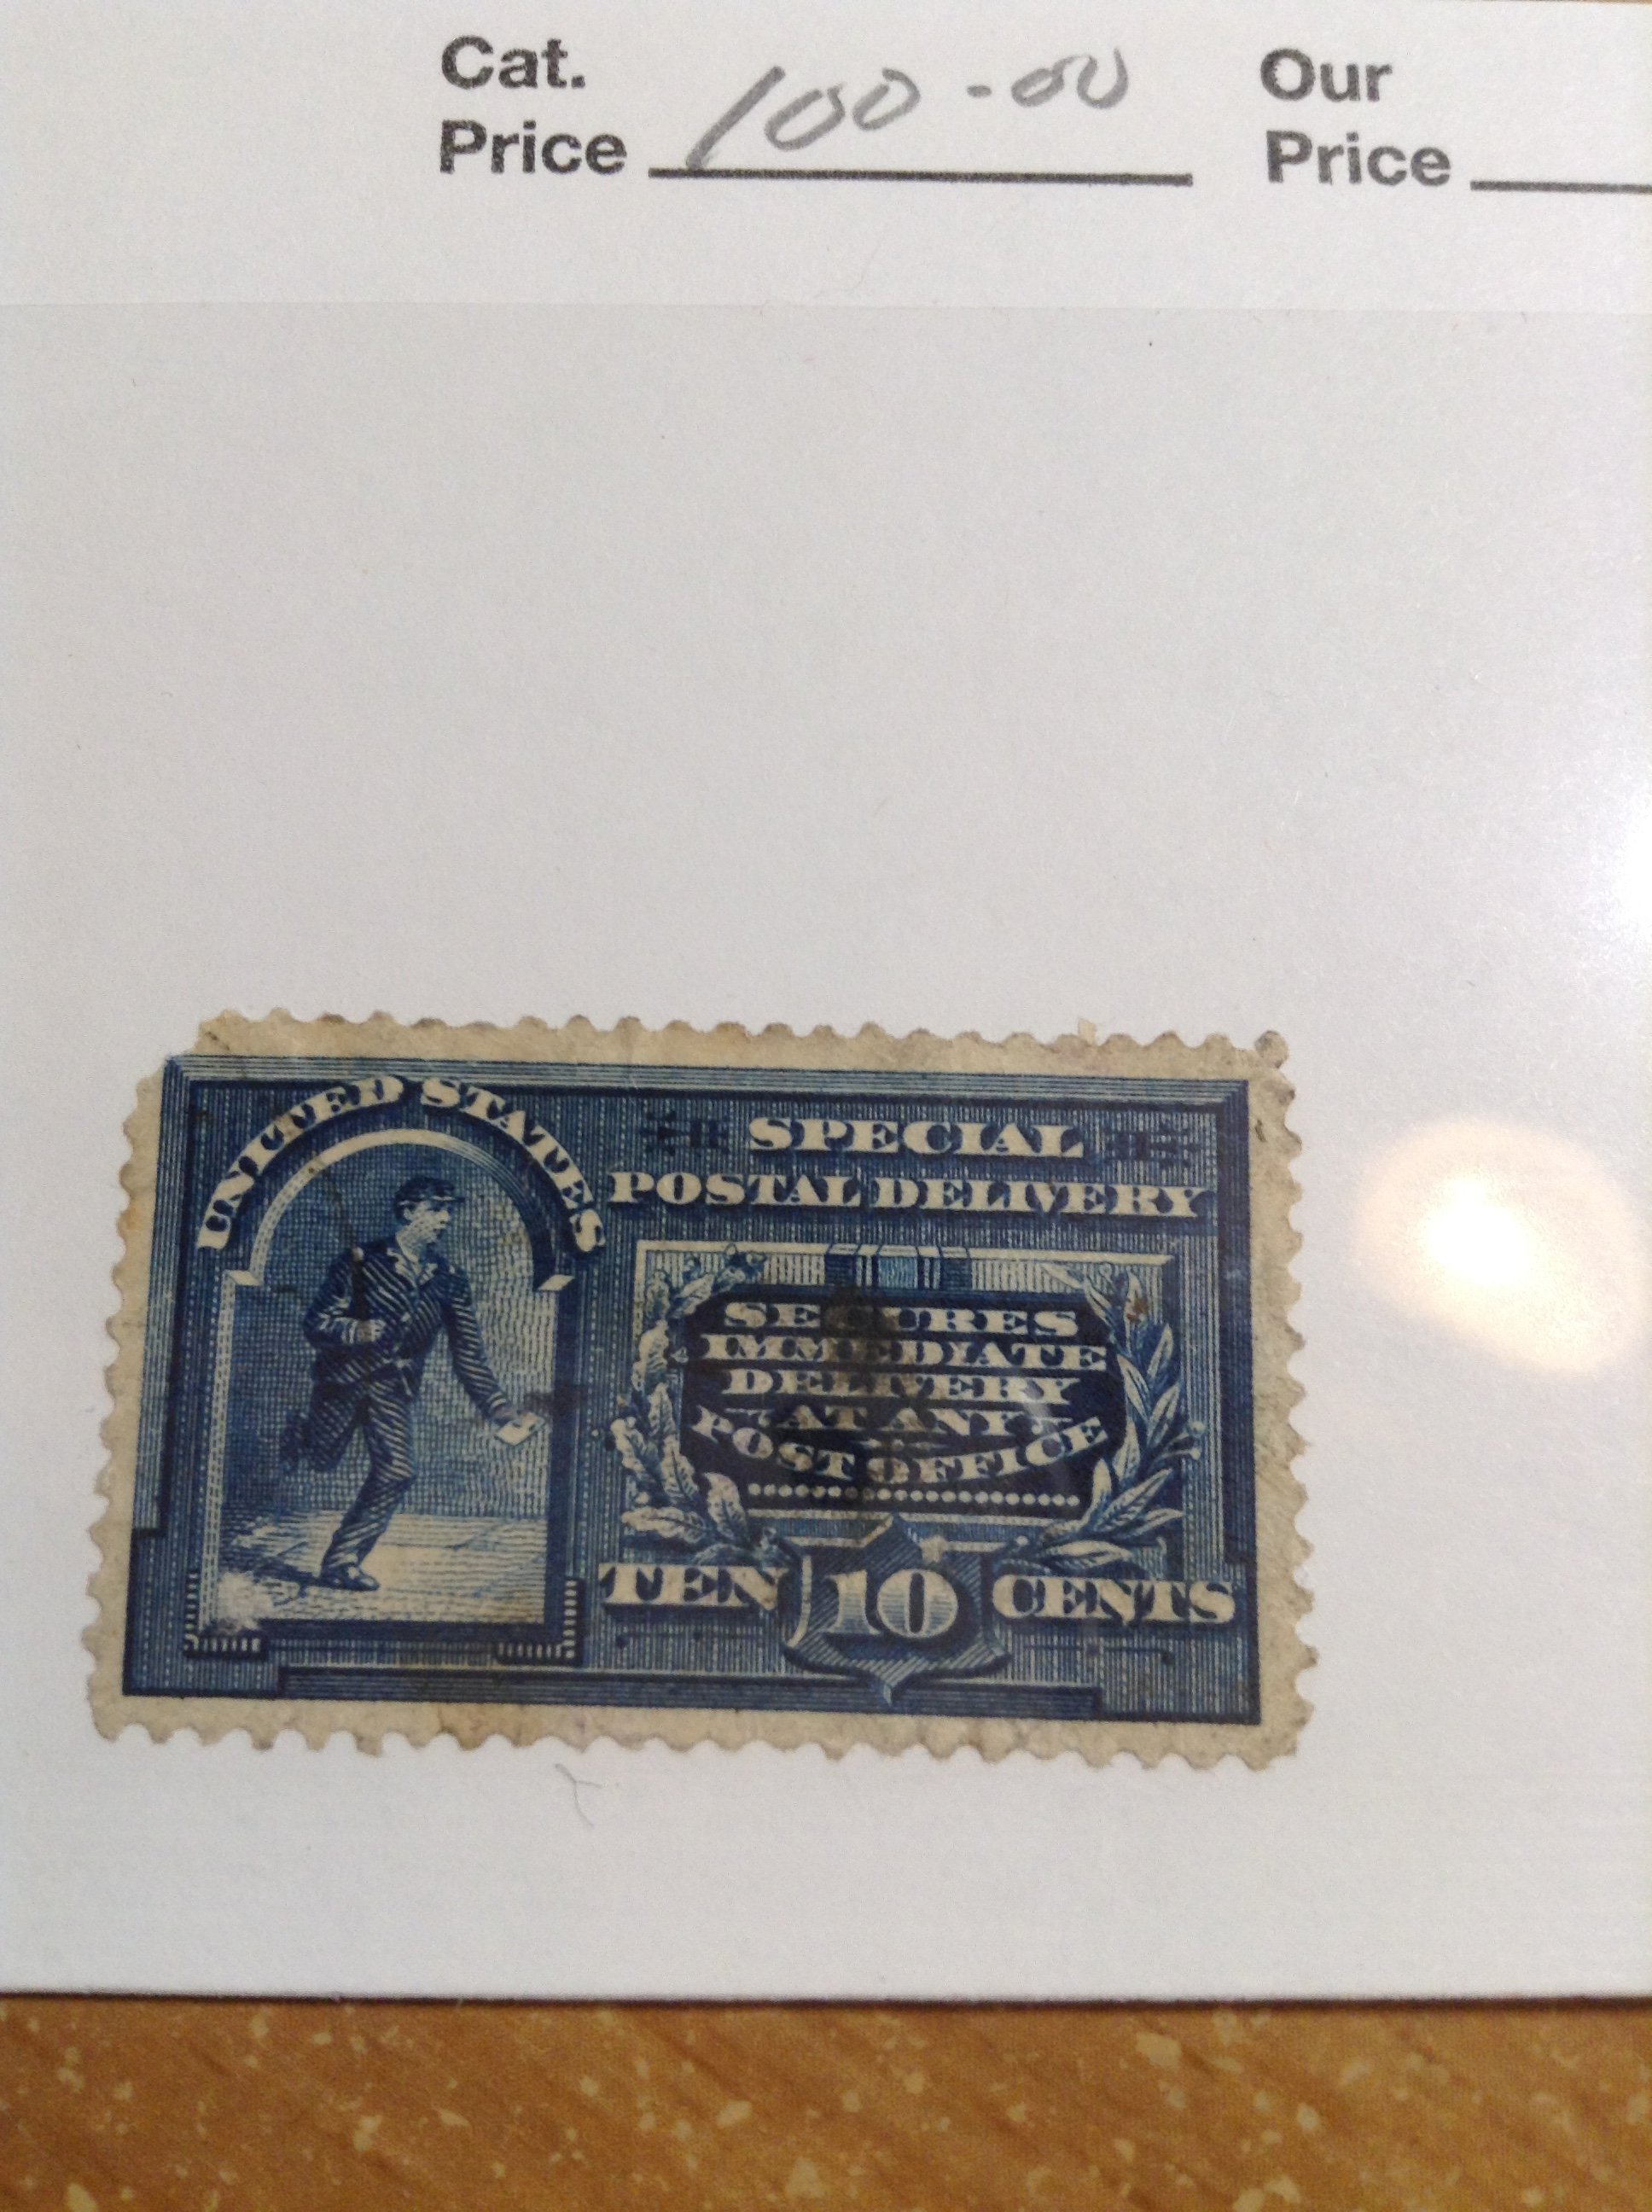 Cat. Price 100.00
Our Price
UNITED STATES
SPECIAL
POSTAL DELIVERY
SECURES
IMMEDIATE
DELIVERY
AT ANY
POST OFFICE
TEN 10 CENTS